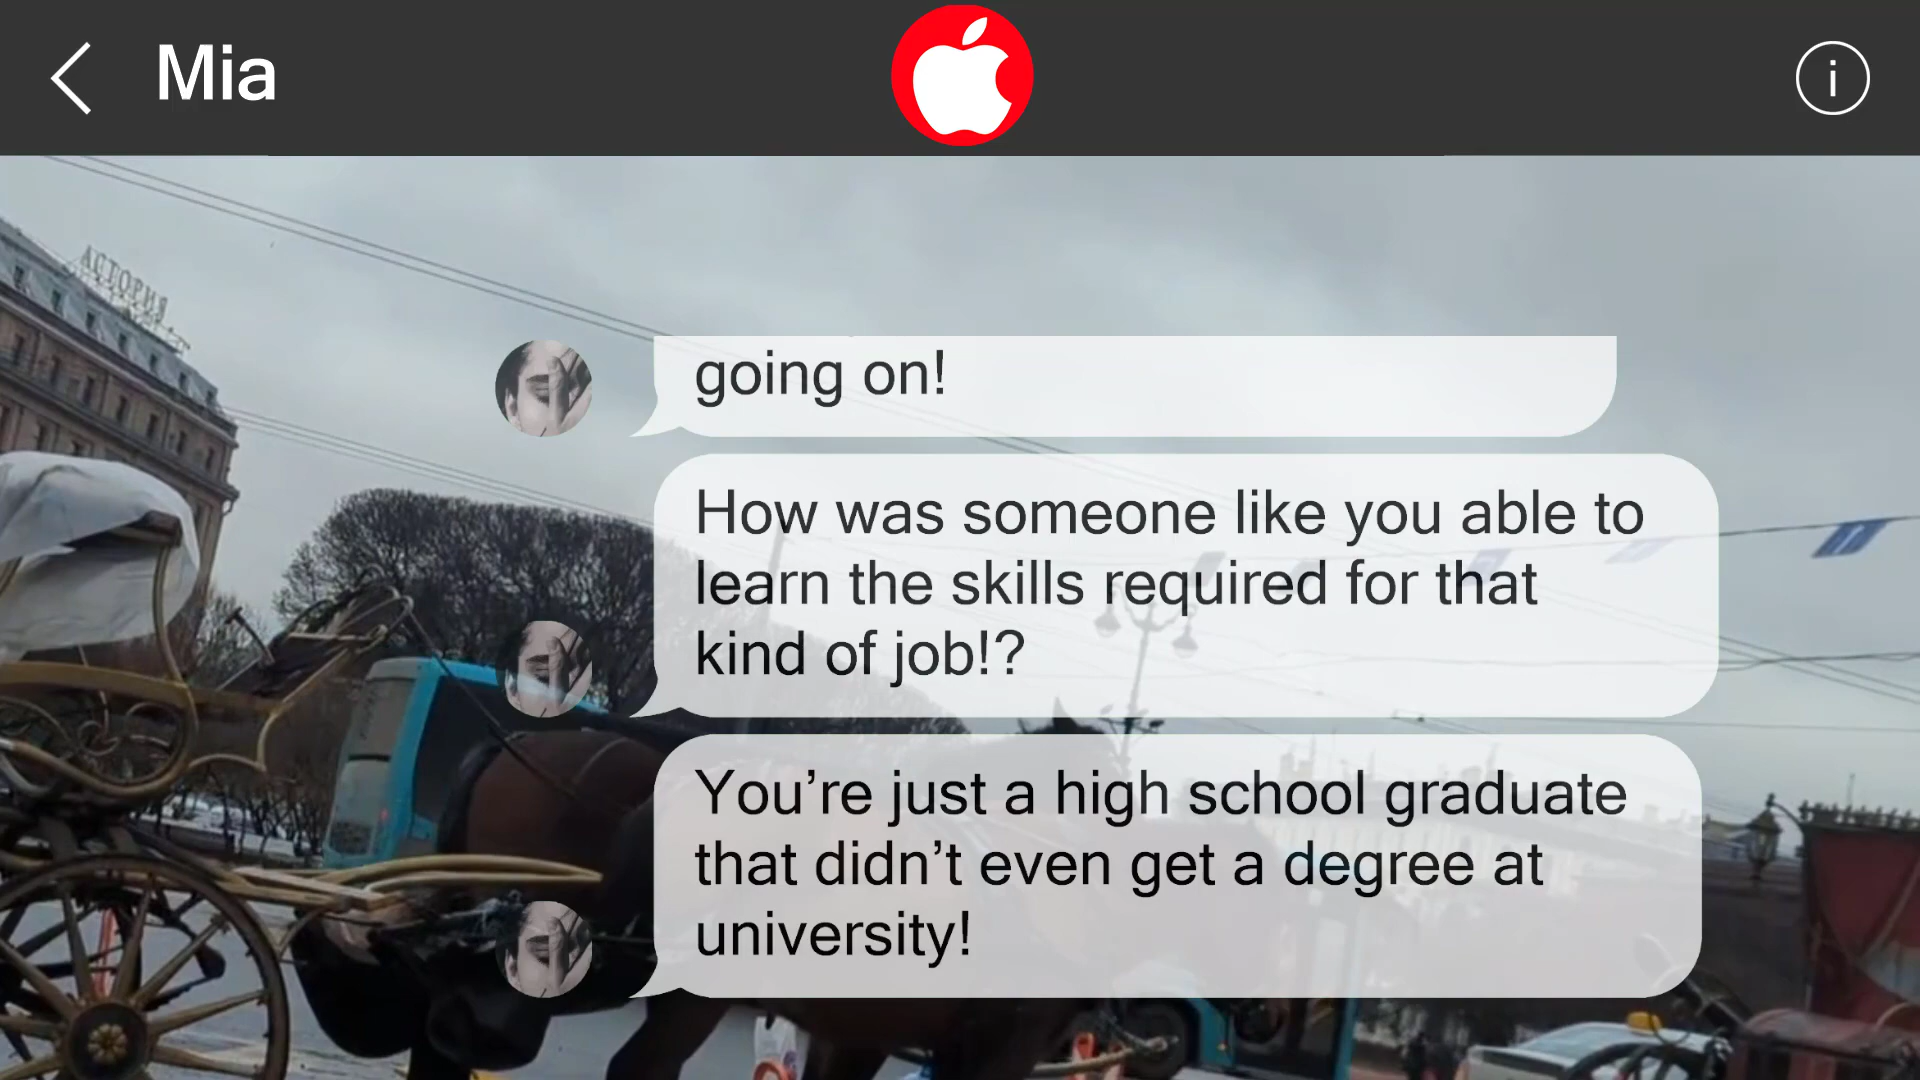 Mia
i
АСТОРИЯ
going on!
How was someone like you able to
learn the skills required for that
kind of job!?
You’re just a high school graduate
that didn’t even get a degree at
university!